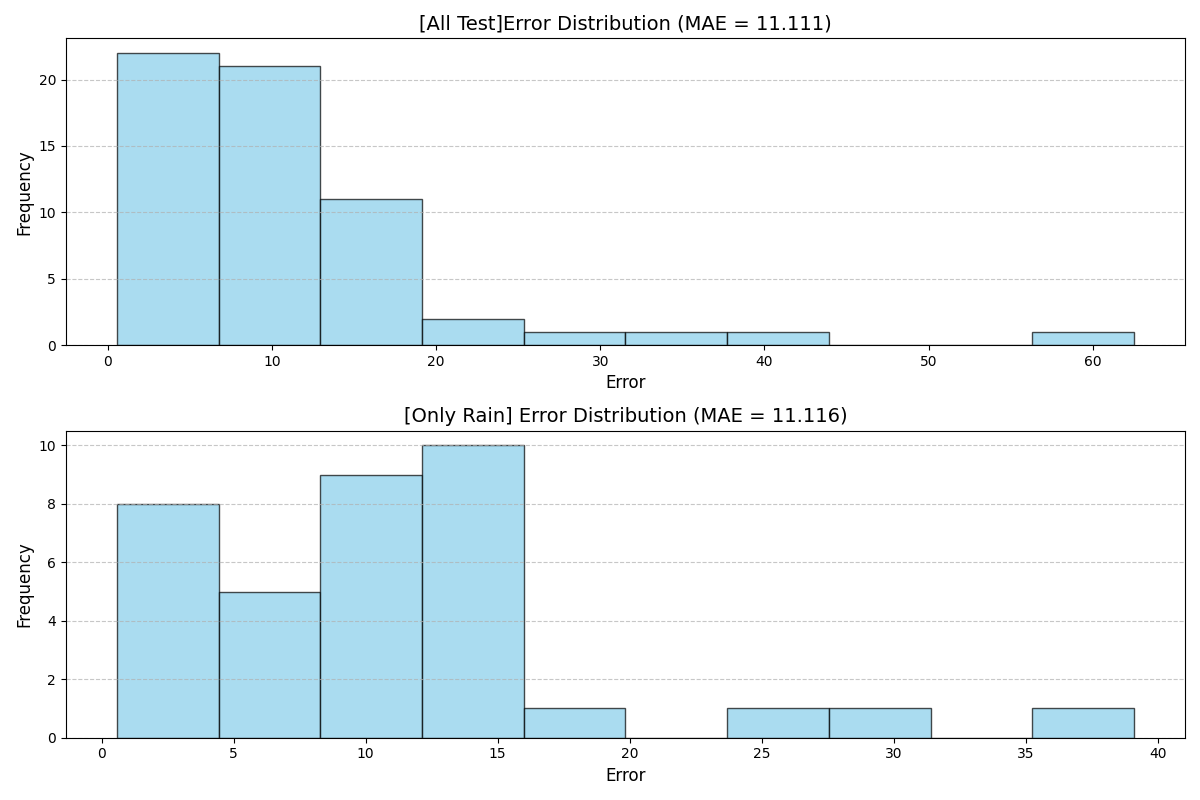 [All Test]Error Distribution (MAE = 11.111)
Frequency
20
15
10
5
0
0 10 20 30 40 50 60
Error
[Only Rain] Error Distribution (MAE = 11.116)
Frequency
10
8
6
4
2
0
0 5 10 15 20 25 30 35 40
Error